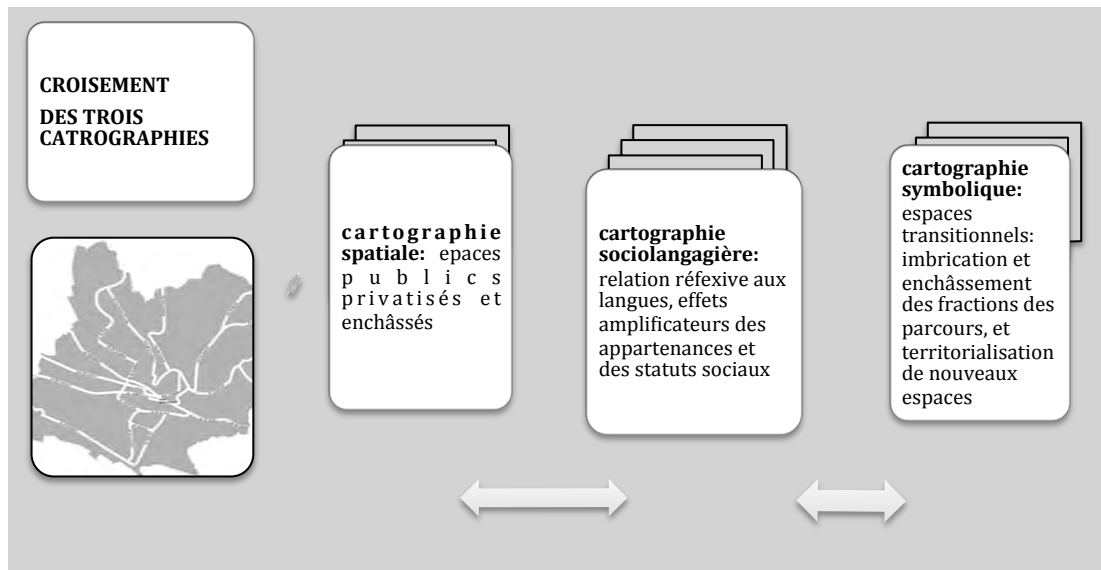 CROISEMENT
DES TROIS
CATROGRAPHIES
cartographie
spatiale: epaces
publics
privatisés et
enchâssés
cartographie
sociolangagière:
relation réfexive aux
langues, effets
amplificateurs des
appartenances et
des statuts sociaux
cartographie
symbolique:
espaces
transitionnels:
imbrication et
enchâssement
des fractions des
parcours, et
territorialisation
de nouveaux
espaces